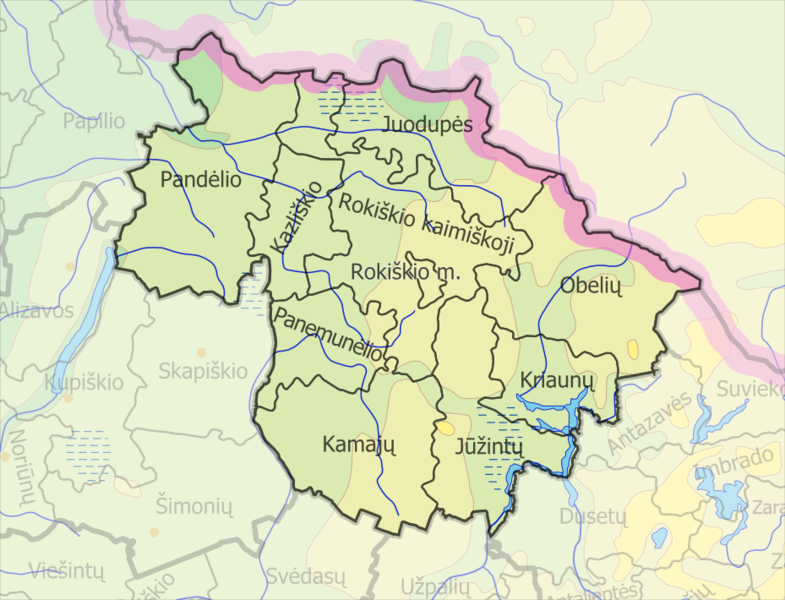 Papilio
Juodupės
Pandėlio
Kazliškio
Rokiškio kaimiškoji
Rokiškio m.
Obelių
Alizavos
Panemunėlio
Skapiškio
Kupiškio
Kriaunų
Suvieko
Antazavės
Noriūnų
Kamajų
Jūžintų
Imbrado
Šimonių
Dusetų
Zara
Viešintų
Svėdasų
Užpalių